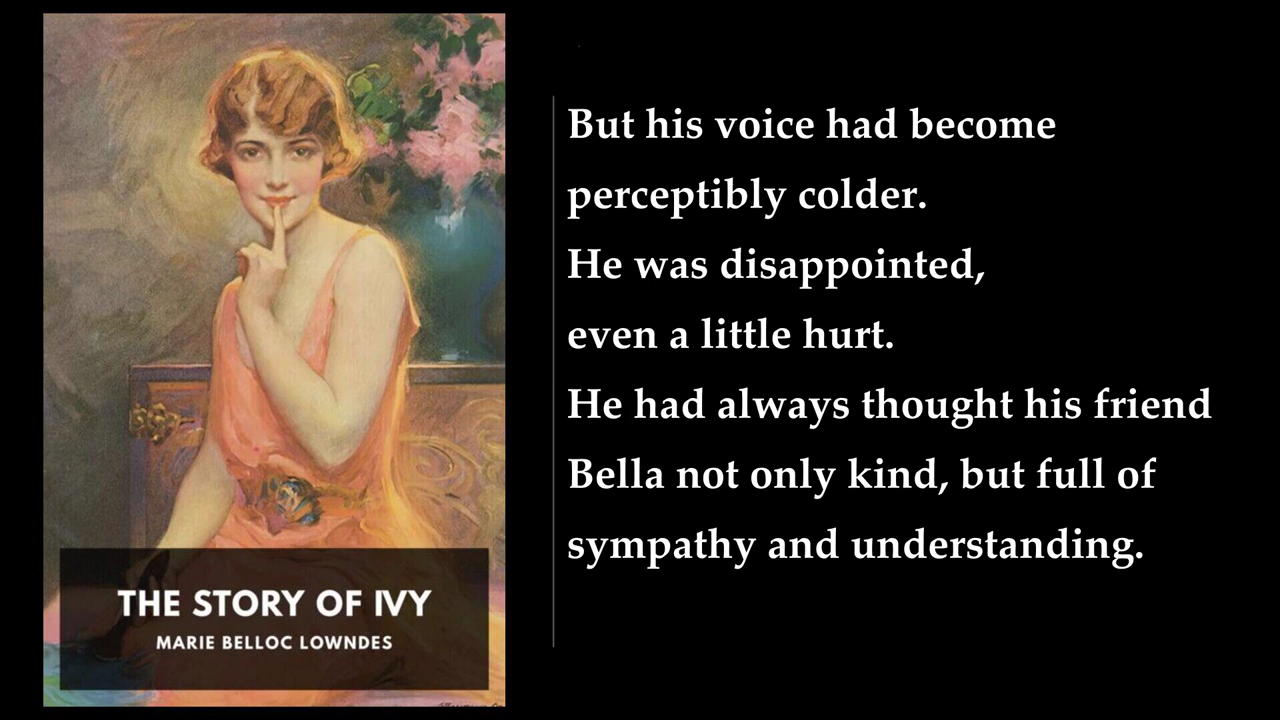 But his voice had become
perceptibly colder.
He was disappointed,
even a little hurt.
He had always thought his friend
Bella not only kind, but full of
sympathy and understanding.
THE STORY OF IVY
MARIE BELLOC LOWNDES